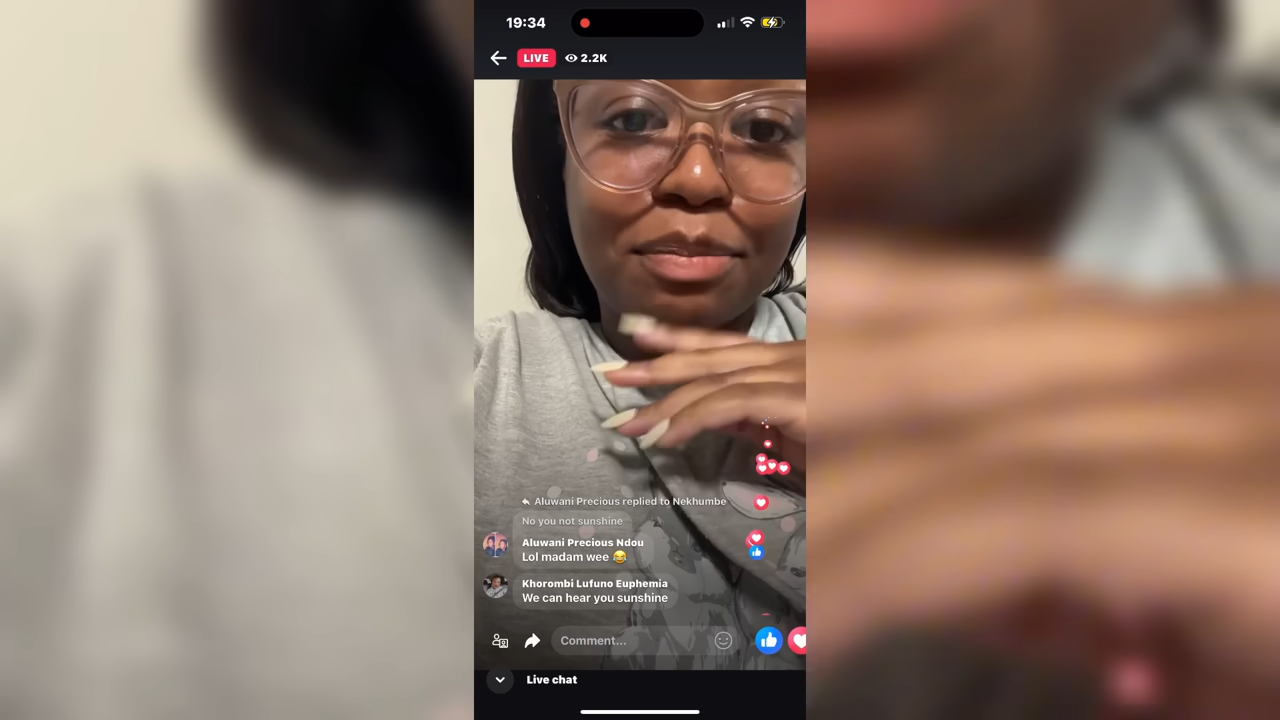 19:34
LIVE 2.2K
Aluwani Precious replied to Nekhumbe
No you not sunshine
Aluwani Precious Ndou
Lol madam wee 😂
Khorombi Lufuno Euphemia
We can hear you sunshine
Comment...
Live chat